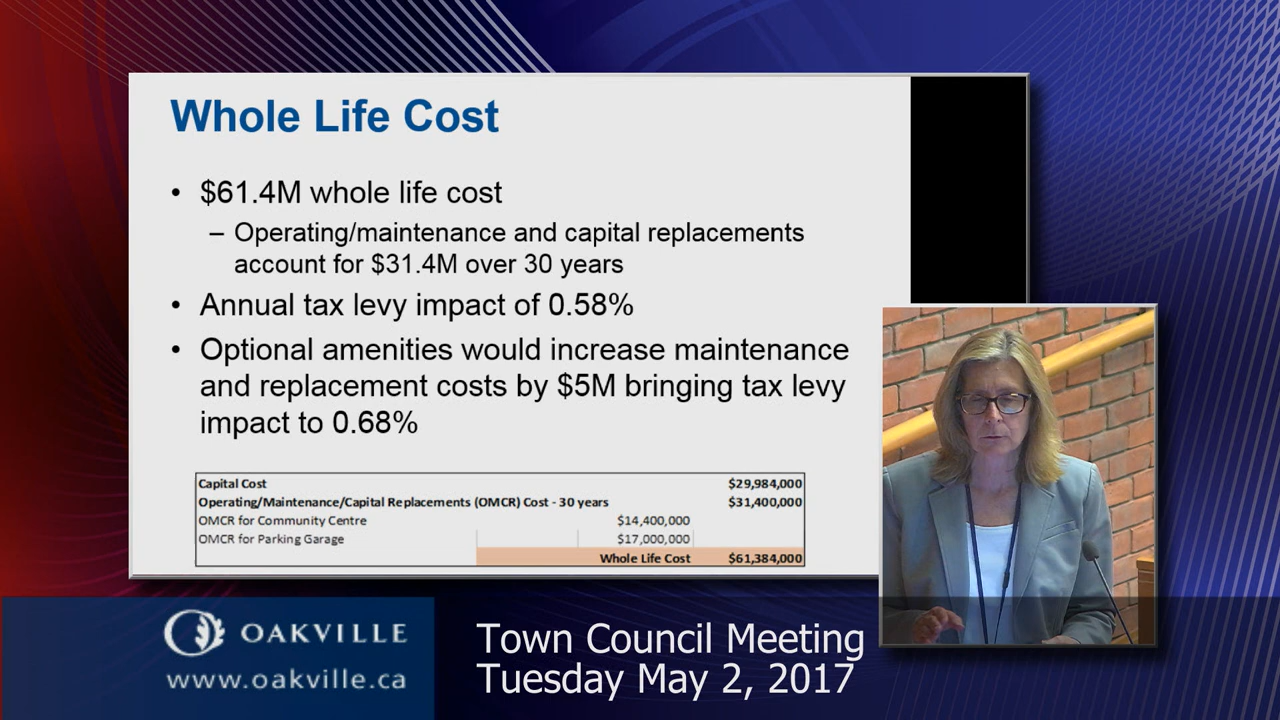 Whole Life Cost
• $61.4M whole life cost
– Operating/maintenance and capital replacements
account for $31.4M over 30 years
• Annual tax levy impact of 0.58%
• Optional amenities would increase maintenance
and replacement costs by $5M bringing tax levy
impact to 0.68%
Capital Cost $29,984,000
Operating/Maintenance/Capital Replacements (OMCR) Cost - 30 years $31,400,000
OMCR for Community Centre $14,400,000
OMCR for Parking Garage $17,000,000
Whole Life Cost $61,384,000
OAKVILLE
www.oakville.ca
Town Council Meeting
Tuesday May 2, 2017